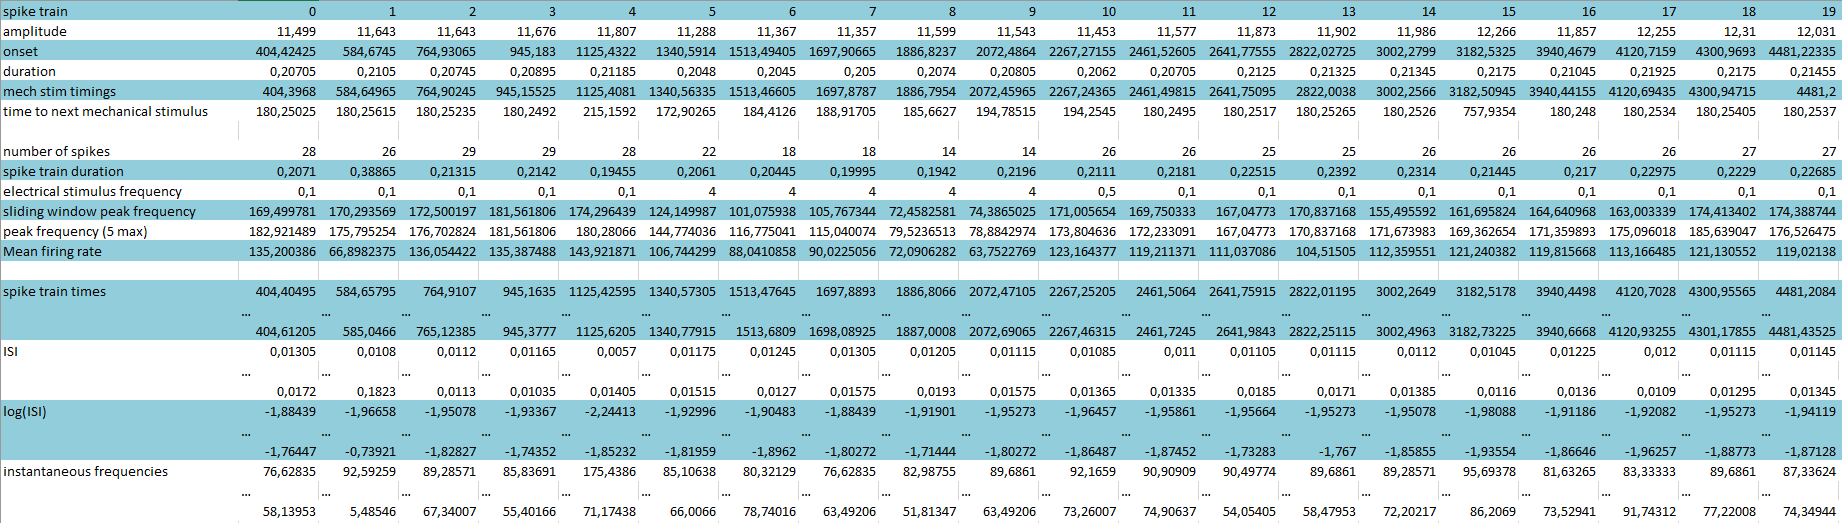 spike train 0 1 2 3 4 5 6 7 8 9 10 11 12 13 14 15 16 17 18 19
amplitude 11,499 11,643 11,643 11,676 11,807 11,288 11,367 11,357 11,599 11,543 11,453 11,577 11,873 11,902 11,986 12,266 11,857 12,255 12,31 12,031
onset 404,42425 584,6745 764,93065 945,183 1125,4322 1340,5914 1513,49405 1697,90665 1886,8237 2072,4864 2267,27155 2461,52605 2641,77555 2822,02725 3002,2799 3182,5325 3940,4679 4120,7159 4300,9693 4481,22335
duration 0,20705 0,2105 0,20745 0,20895 0,21185 0,2048 0,2045 0,205 0,2074 0,20805 0,2062 0,20705 0,2125 0,21325 0,21345 0,2175 0,21045 0,21925 0,2175 0,21455
mech stim timings 404,3968 584,64965 764,90245 945,15525 1125,4081 1340,56335 1513,46605 1697,8787 1886,7954 2072,45965 2267,24365 2461,49815 2641,75095 2822,0038 3002,2566 3182,50945 3940,44155 4120,69435 4300,94715 4481,2
time to next mechanical stimulus 180,25025 180,25615 180,25235 180,2492 215,1592 172,90265 184,4126 188,91705 185,6627 194,78515 194,2545 180,2495 180,2517 180,25265 180,2526 757,9354 180,248 180,2534 180,25405 180,2537
number of spikes 28 26 29 29 28 22 18 18 14 14 26 26 25 25 26 26 26 26 27 27
spike train duration 0,2071 0,38865 0,21315 0,2142 0,19455 0,2061 0,20445 0,19995 0,1942 0,2196 0,2111 0,2181 0,22515 0,2392 0,2314 0,21445 0,217 0,22975 0,2229 0,22685
electrical stimulus frequency 0,1 0,1 0,1 0,1 0,1 4 4 4 4 4 0,5 0,1 0,1 0,1 0,1 0,1 0,1 0,1 0,1 0,1
sliding window peak frequency 169,499781 170,293569 172,500197 181,561806 174,296439 124,149987 101,075938 105,767344 72,4582581 74,3865025 171,005654 169,750333 167,04773 170,837168 155,495592 161,695824 164,640968 163,003339 174,413402 174,388744
peak frequency (5 max) 182,921489 175,795254 176,702824 181,561806 180,28066 144,774036 116,775041 115,040074 79,5236513 78,8842974 173,804636 172,233091 167,04773 170,837168 171,673983 169,362654 171,359893 175,096018 185,639047 176,526475
Mean firing rate 135,200386 66,8982375 136,054422 135,387488 143,921871 106,744299 88,0410858 90,0225056 72,0906282 63,7522769 123,164377 119,211371 111,037086 104,51505 112,359551 121,240382 119,815668 113,166485 121,130552 119,02138
spike train times 404,40495 584,65795 764,9107 945,1635 1125,42595 1340,57305 1513,47645 1697,8893 1886,8066 2072,47105 2267,25205 2461,5064 2641,75915 2822,01195 3002,2649 3182,5178 3940,4498 4120,7028 4300,95565 4481,2084
... ... ... ... ... ... ... ... ... ... ... ... ... ... ... ... ... ... ... ...
404,61205 585,0466 765,12385 945,3777 1125,6205 1340,77915 1513,6809 1698,08925 1887,0008 2072,69065 2267,46315 2461,7245 2641,9843 2822,25115 3002,4963 3182,73225 3940,6668 4120,93255 4301,17855 4481,43525
ISI 0,01305 0,0108 0,0112 0,01165 0,0057 0,01175 0,01245 0,01305 0,01205 0,01115 0,01085 0,011 0,01105 0,01115 0,0112 0,01045 0,01225 0,012 0,01115 0,01145
... ... ... ... ... ... ... ... ... ... ... ... ... ... ... ... ... ... ... ...
0,0172 0,1823 0,0113 0,01035 0,01405 0,01515 0,0127 0,01575 0,0193 0,01575 0,01365 0,01335 0,0185 0,0171 0,01385 0,0116 0,0136 0,0109 0,01295 0,01345
log(ISI) -1,88439 -1,96658 -1,95078 -1,93367 -2,24413 -1,92996 -1,90483 -1,88439 -1,91901 -1,95273 -1,96457 -1,95861 -1,95664 -1,95273 -1,95078 -1,98088 -1,91186 -1,92082 -1,95273 -1,94119
... ... ... ... ... ... ... ... ... ... ... ... ... ... ... ... ... ... ... ...
-1,76447 -0,73921 -1,82827 -1,74352 -1,85232 -1,81959 -1,8962 -1,80272 -1,71444 -1,80272 -1,86487 -1,87452 -1,73283 -1,767 -1,85855 -1,93554 -1,86646 -1,96257 -1,88773 -1,87128
instantaneous frequencies 76,62835 92,59259 89,28571 85,83691 175,4386 85,10638 80,32129 76,62835 82,98755 89,6861 92,1659 90,90909 90,49774 89,6861 89,28571 95,69378 81,63265 83,33333 89,6861 87,33624
... ... ... ... ... ... ... ... ... ... ... ... ... ... ... ... ... ... ... ...
58,13953 5,48546 67,34007 55,40166 71,17438 66,0066 78,74016 63,49206 51,81347 63,49206 73,26007 74,90637 54,05405 58,47953 72,20217 86,2069 73,52941 91,74312 77,22008 74,34944